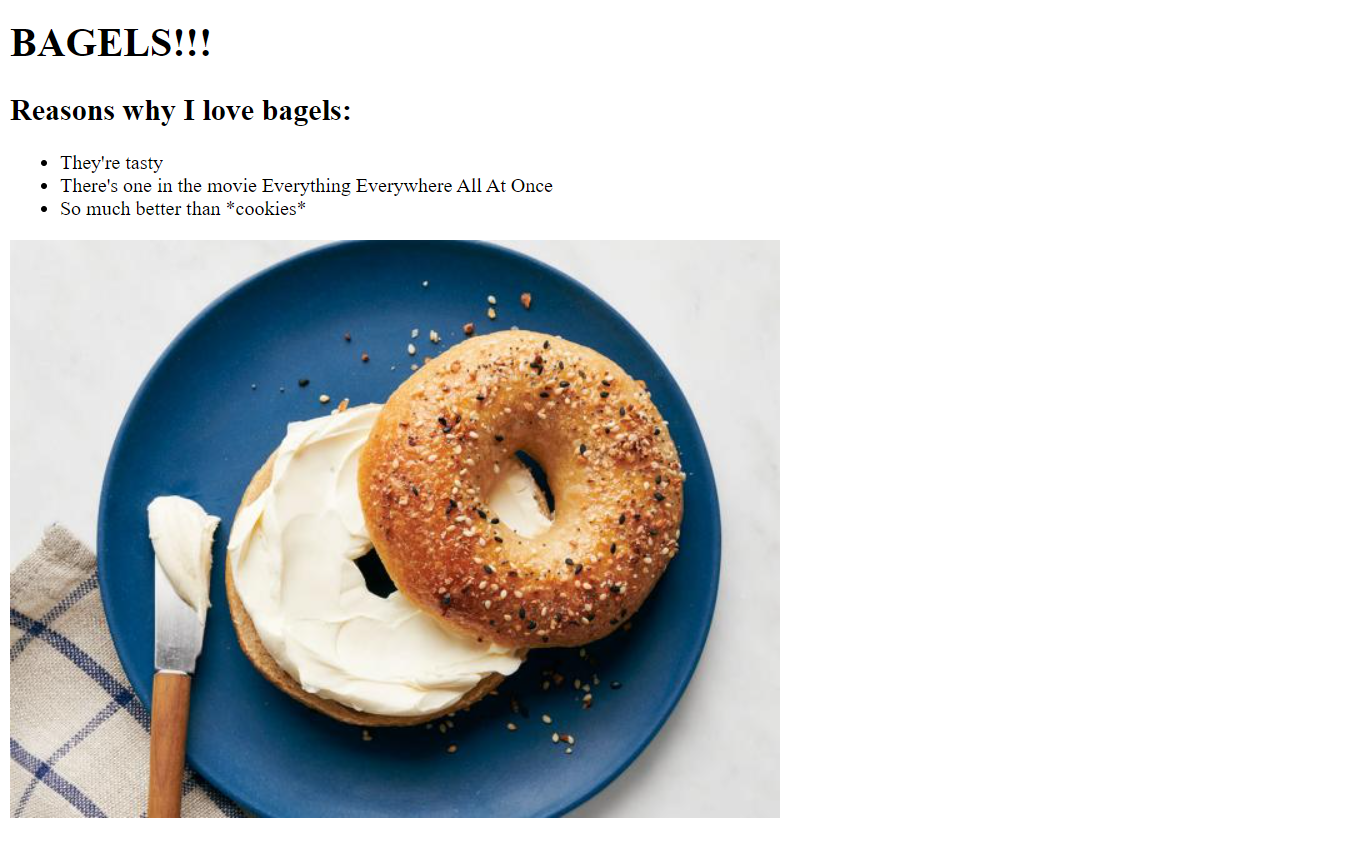 BAGELS!!!
Reasons why I love bagels:
They're tasty
There's one in the movie Everything Everywhere All At Once
So much better than *cookies*